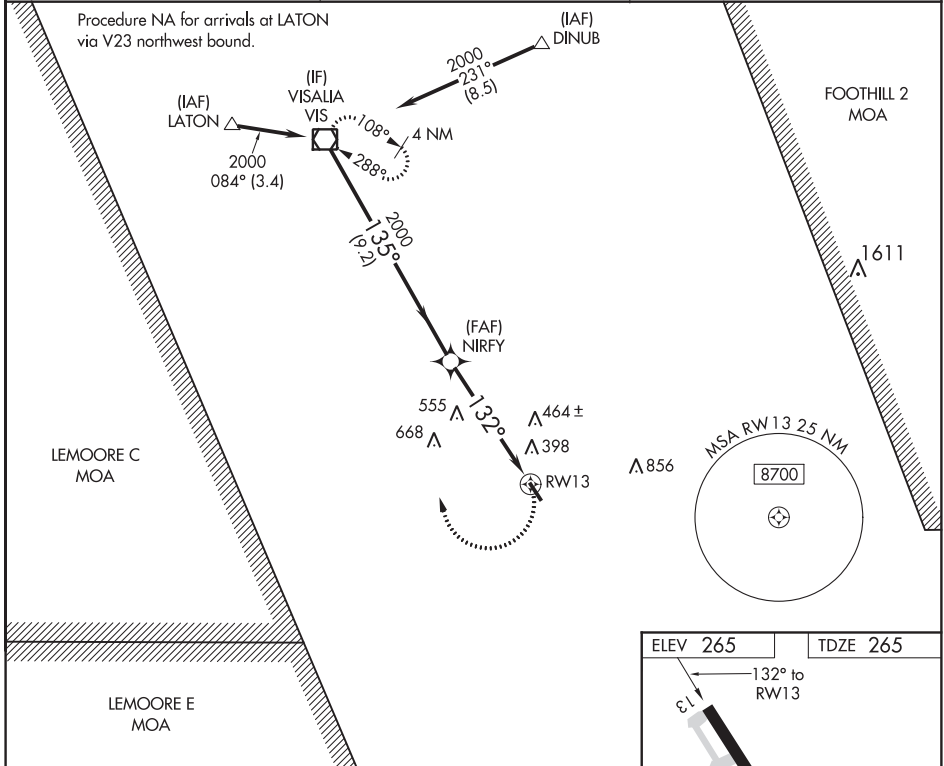 Procedure NA for arrivals at LATON
via V23 northwest bound.
(IAF)
DINUB
2000
231°
(8.5)
(IF)
VISALIA
VIS
(IAF)
LATON
2000
084° (3.4)
108°
4 NM
288°
FOOTHILL 2
MOA
2000
135°
(9.2)
1611
(FAF)
NIRFY
132°
555
464 ±
668
398
LEMOORE C
MOA
856
RW13
MSA RW13 25 NM
8700
LEMOORE E
MOA
ELEV 265
TDZE 265
132° to
RW13
13